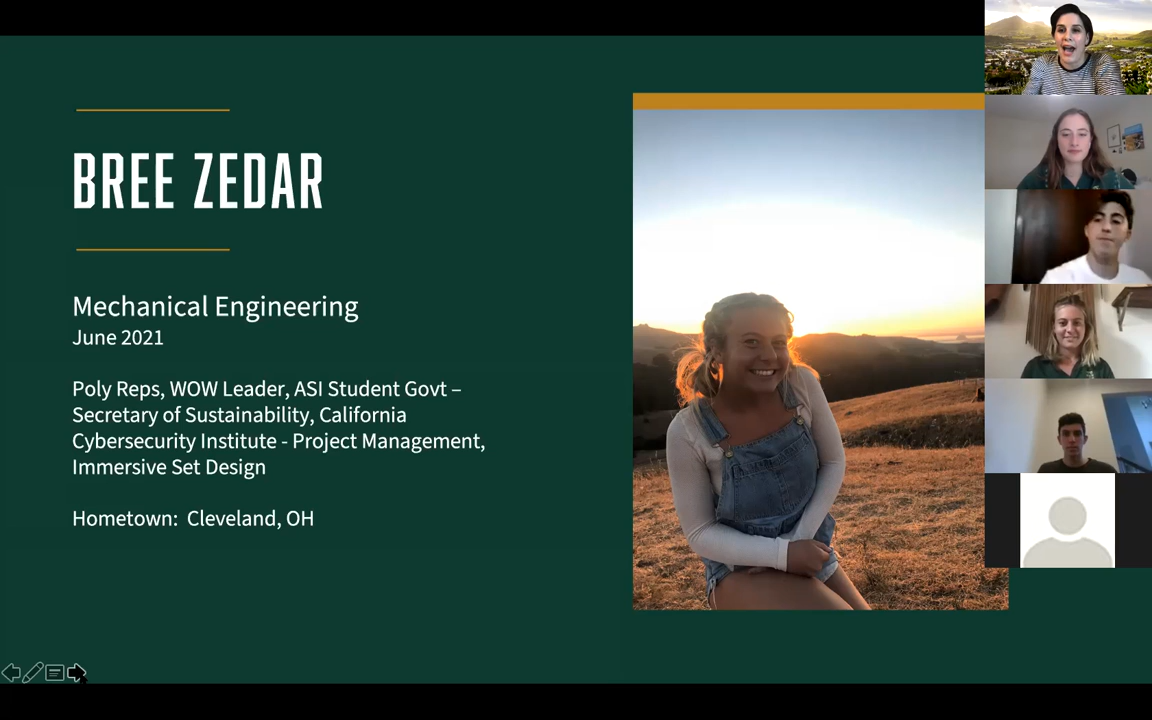 BREE ZEDAR
Mechanical Engineering
June 2021
Poly Reps, WOW Leader, ASI Student Govt –
Secretary of Sustainability, California
Cybersecurity Institute - Project Management,
Immersive Set Design
Hometown:  Cleveland, OH